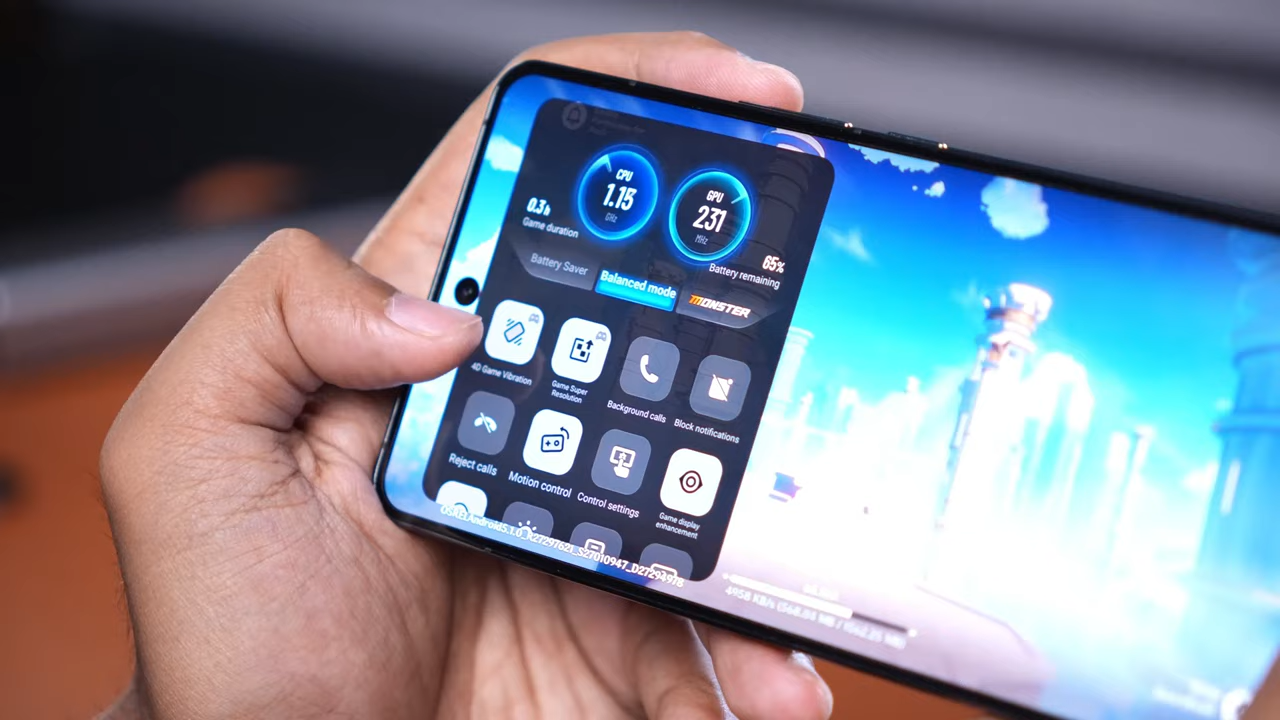 CPU
1.15
GHz
GPU
231
MHz
0.3 h
Game duration
65%
Battery remaining
Battery Saver
Balanced mode
MONSTER
4D Game Vibration
Game Super
Resolution
Background calls
Block notifications
Reject calls
Motion control
Control settings
Game display
enhancement